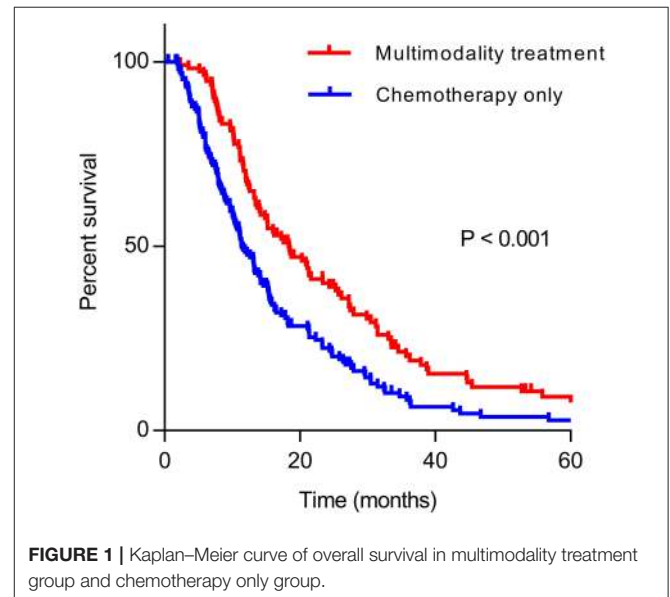 100
50
0
0 20 40 60
Percent survival
Time (months)
Multimodality treatment
Chemotherapy only
P < 0.001
FIGURE 1 | Kaplan–Meier curve of overall survival in multimodality treatment
group and chemotherapy only group.